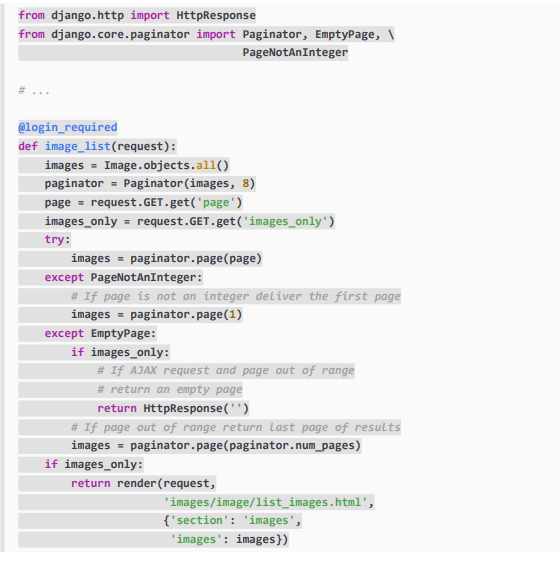 from django.http import HttpResponse
from django.core.paginator import Paginator, EmptyPage, \
                                  PageNotAnInteger

# ...

@login_required
def image_list(request):
    images = Image.objects.all()
    paginator = Paginator(images, 8)
    page = request.GET.get('page')
    images_only = request.GET.get('images_only')
    try:
        images = paginator.page(page)
    except PageNotAnInteger:
        # If page is not an integer deliver the first page
        images = paginator.page(1)
    except EmptyPage:
        if images_only:
            # If AJAX request and page out of range
            # return an empty page
            return HttpResponse('')
        # If page out of range return last page of results
        images = paginator.page(paginator.num_pages)
    if images_only:
        return render(request,
                      'images/image/list_images.html',
                      {'section': 'images',
                       'images': images})